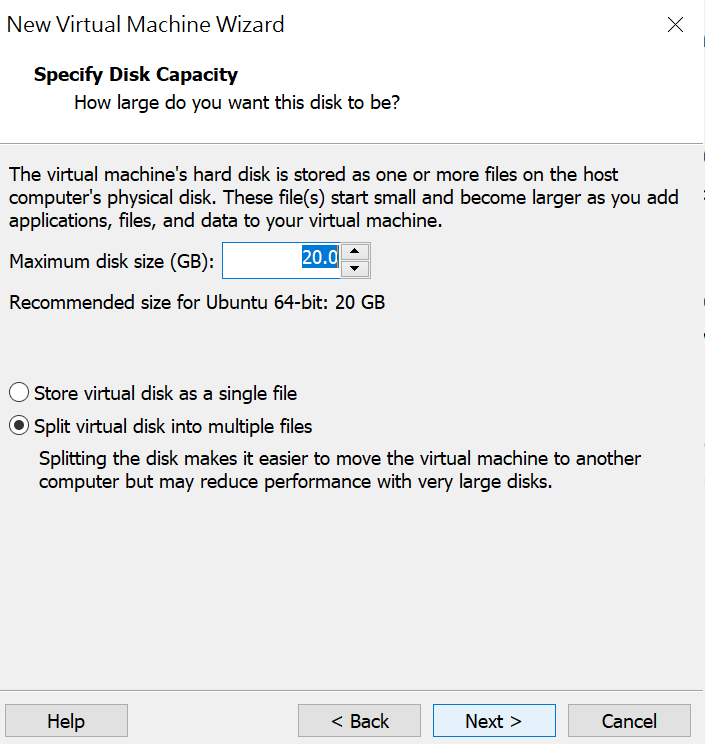 New Virtual Machine Wizard
Specify Disk Capacity
How large do you want this disk to be?
The virtual machine's hard disk is stored as one or more files on the host
computer's physical disk. These file(s) start small and become larger as you add
applications, files, and data to your virtual machine.
Maximum disk size (GB): 20.0
Recommended size for Ubuntu 64-bit: 20 GB
Store virtual disk as a single file
Split virtual disk into multiple files
Splitting the disk makes it easier to move the virtual machine to another
computer but may reduce performance with very large disks.
Help < Back Next > Cancel